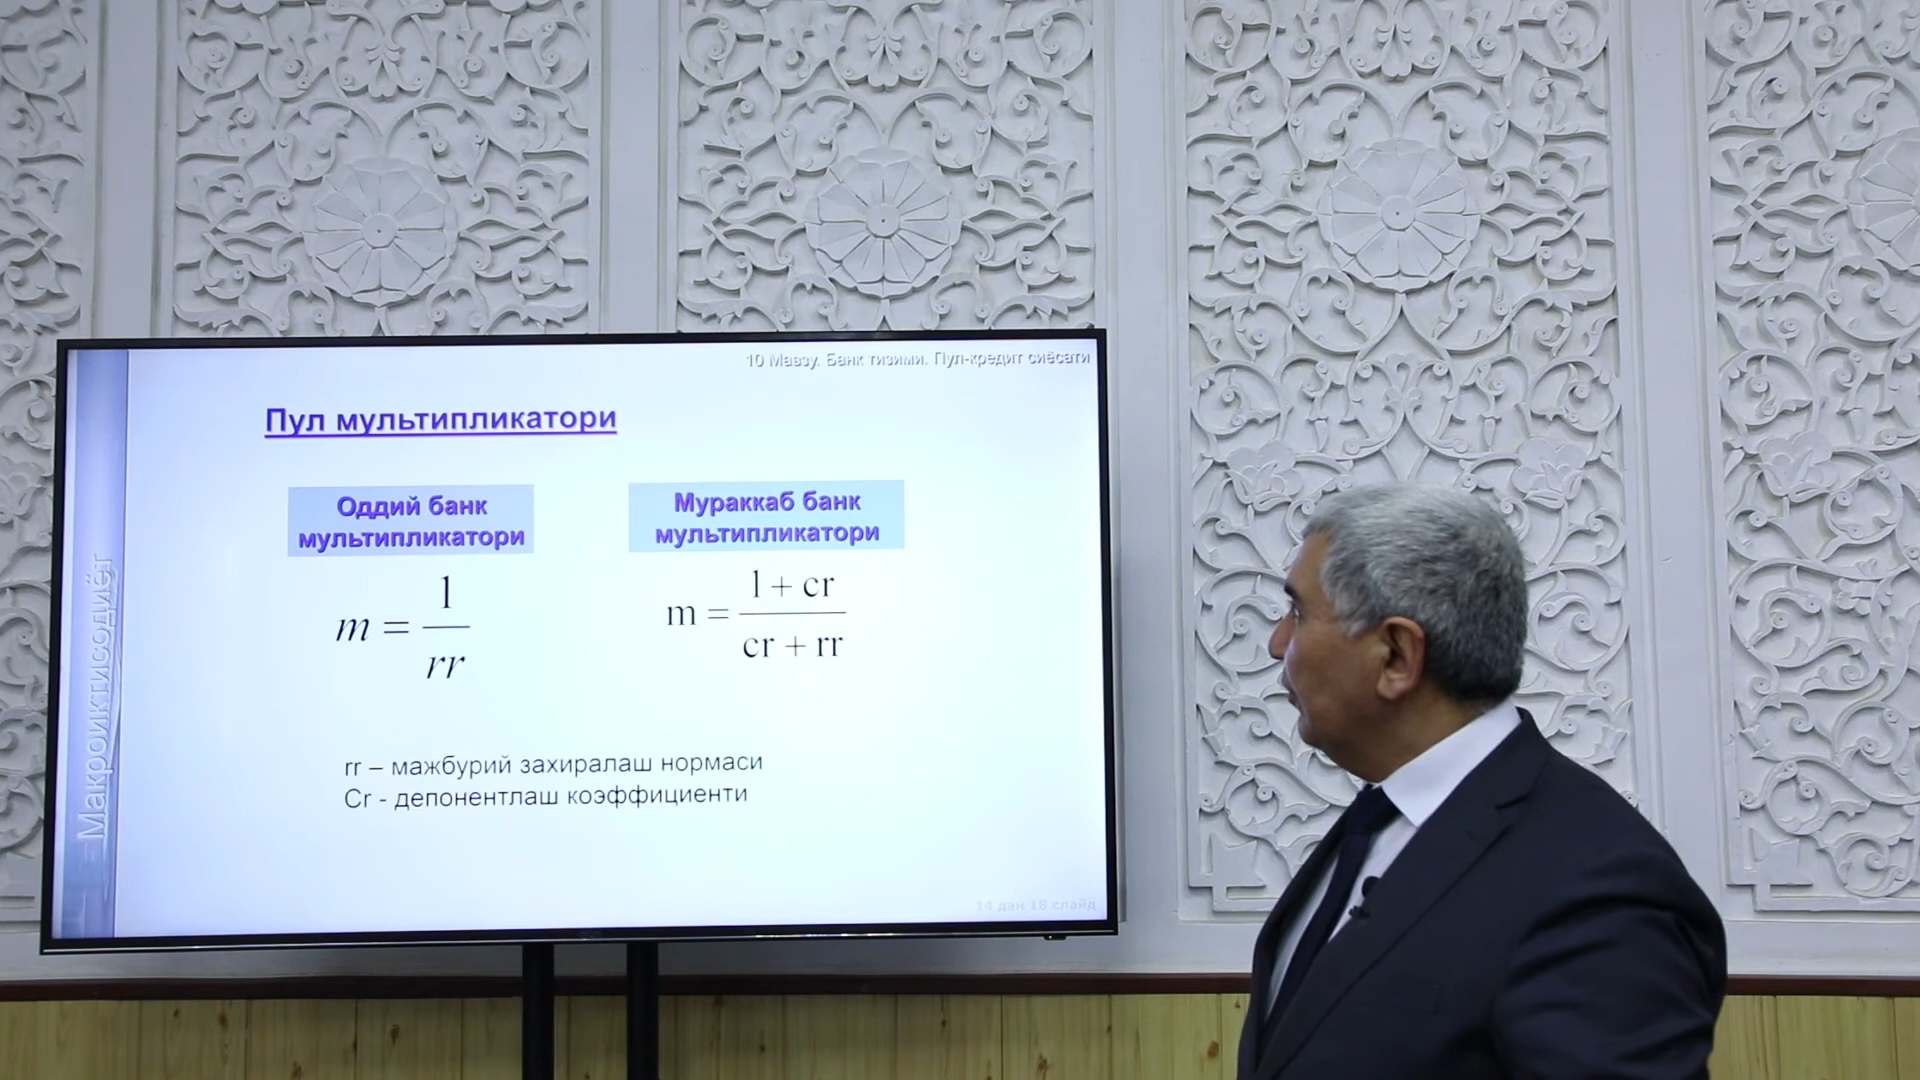 10 Мавзу. Банк тизими. Пул-кредит сиёсати
Пул мультипликатори
Оддий банк
мультипликатори
m = 1 / rr
Мураккаб банк
мультипликатори
m = 1 + cr / cr + rr
rr – мажбурий захиралаш нормаси
Cr - депонентлаш коэффициенти
Макроиктисодиёт
14 дан 18 слайд